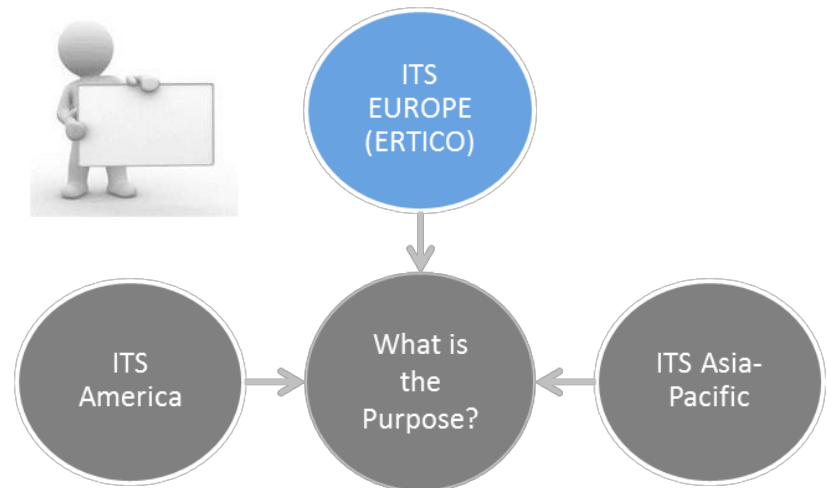 ITS
EUROPE
(ERTICO)
ITS
America
What is
the
Purpose?
ITS Asia-
Pacific